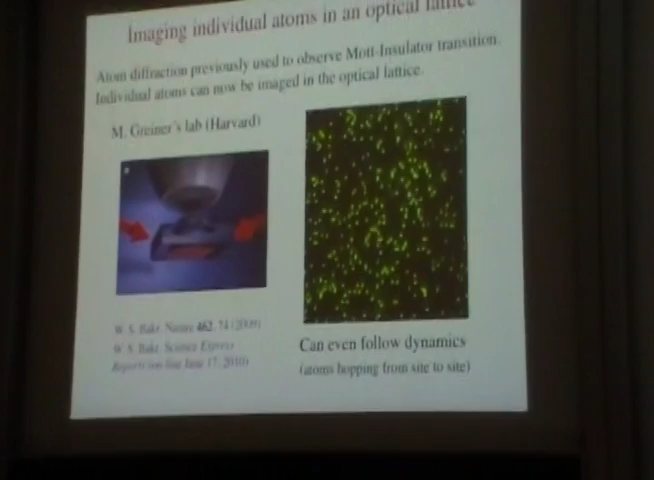 Imaging individual atoms in an optical lattice
Atom diffraction previously used to observe Mott-Insulator transition.
Individual atoms can now be imaged in the optical lattice.
M. Greiner's lab (Harvard)
W. S. Bakr, Nature 462, 74 (2009)
W. S. Bakr, Science Express
Reports on-line June 17, 2010)
Can even follow dynamics
(atoms hopping from site to site)